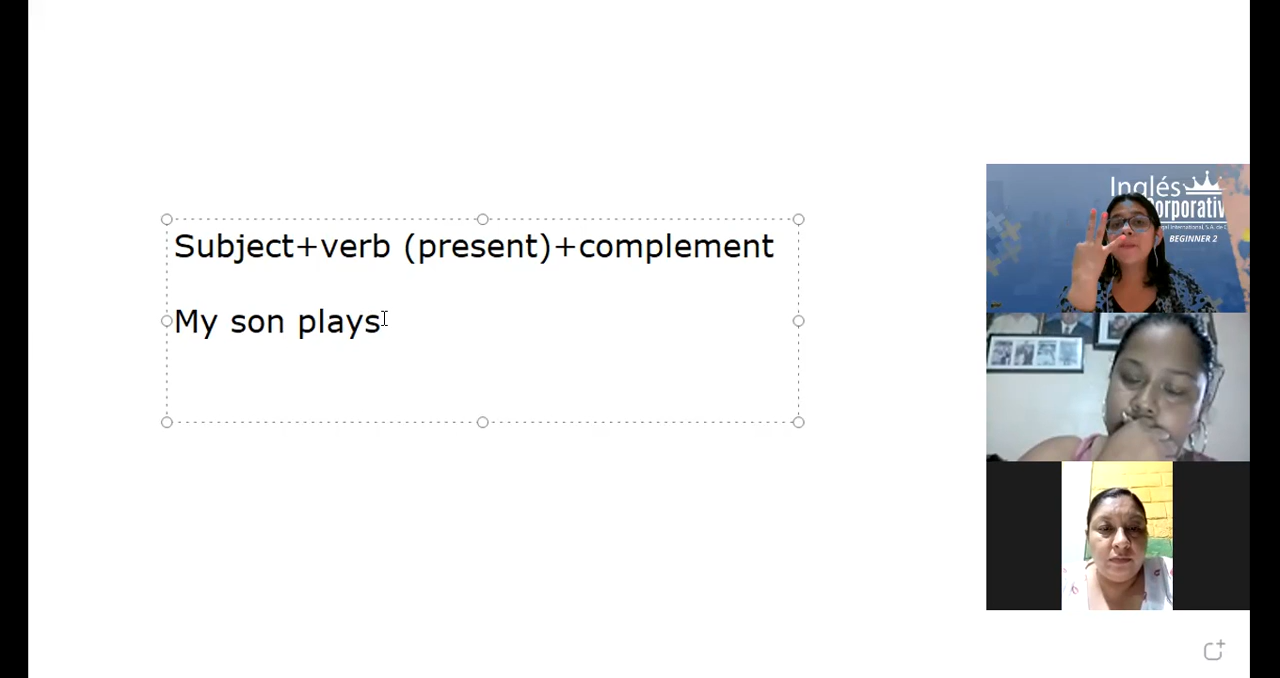 Subject+verb (present)+complement
My son plays
Inglés
Corporativ
BEGINNER 2